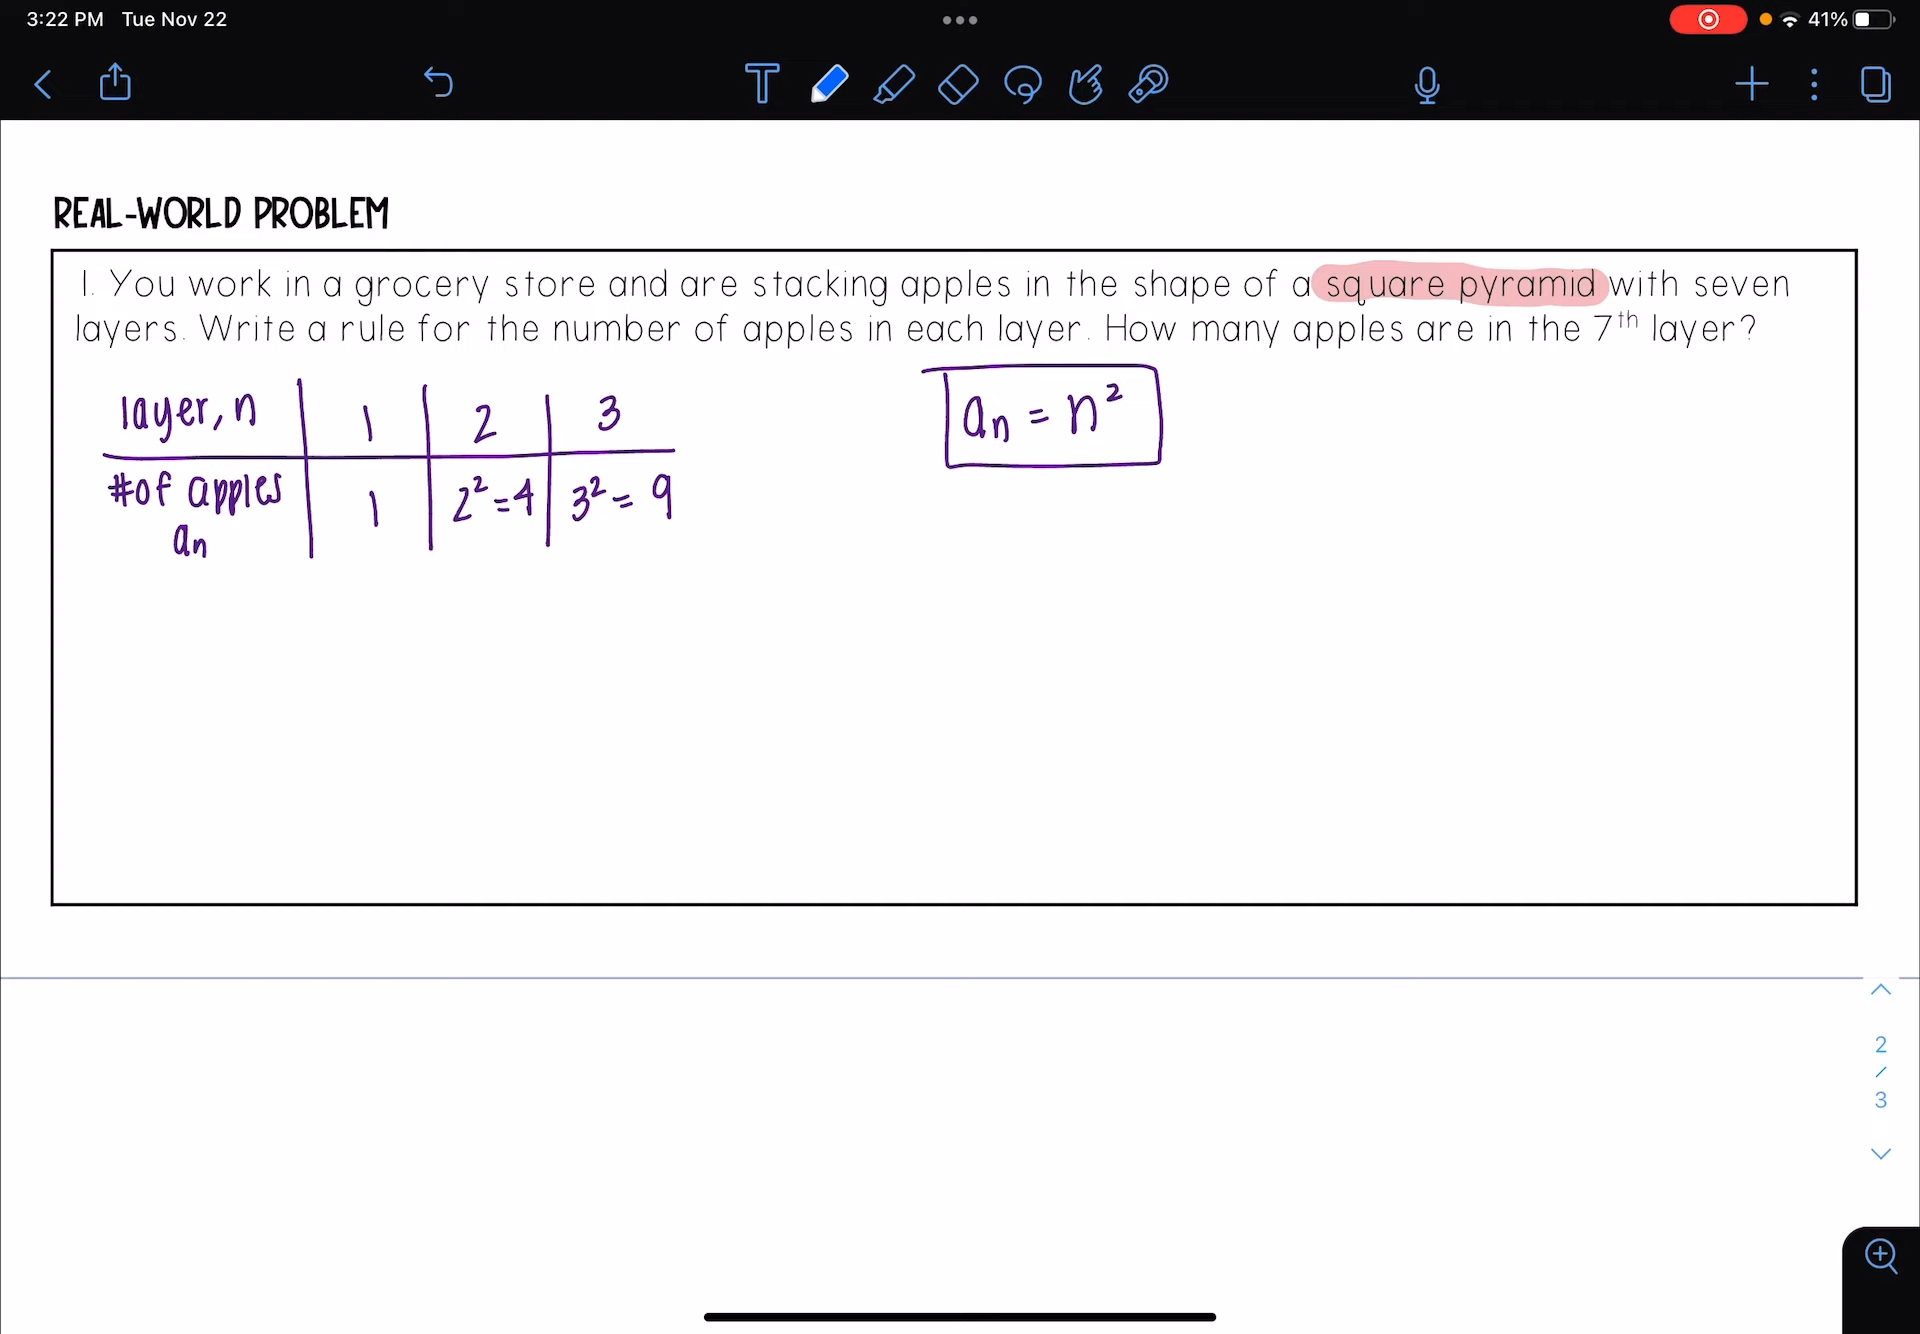 3:22 PM Tue Nov 22
41%
REAL-WORLD PROBLEM
1. You work in a grocery store and are stacking apples in the shape of a square pyramid with seven
layers. Write a rule for the number of apples in each layer. How many apples are in the 7th layer?
layer, n 1 2 3
#of apples 1 2² = 4 3² = 9
aₙ
aₙ = n²
2
/
3